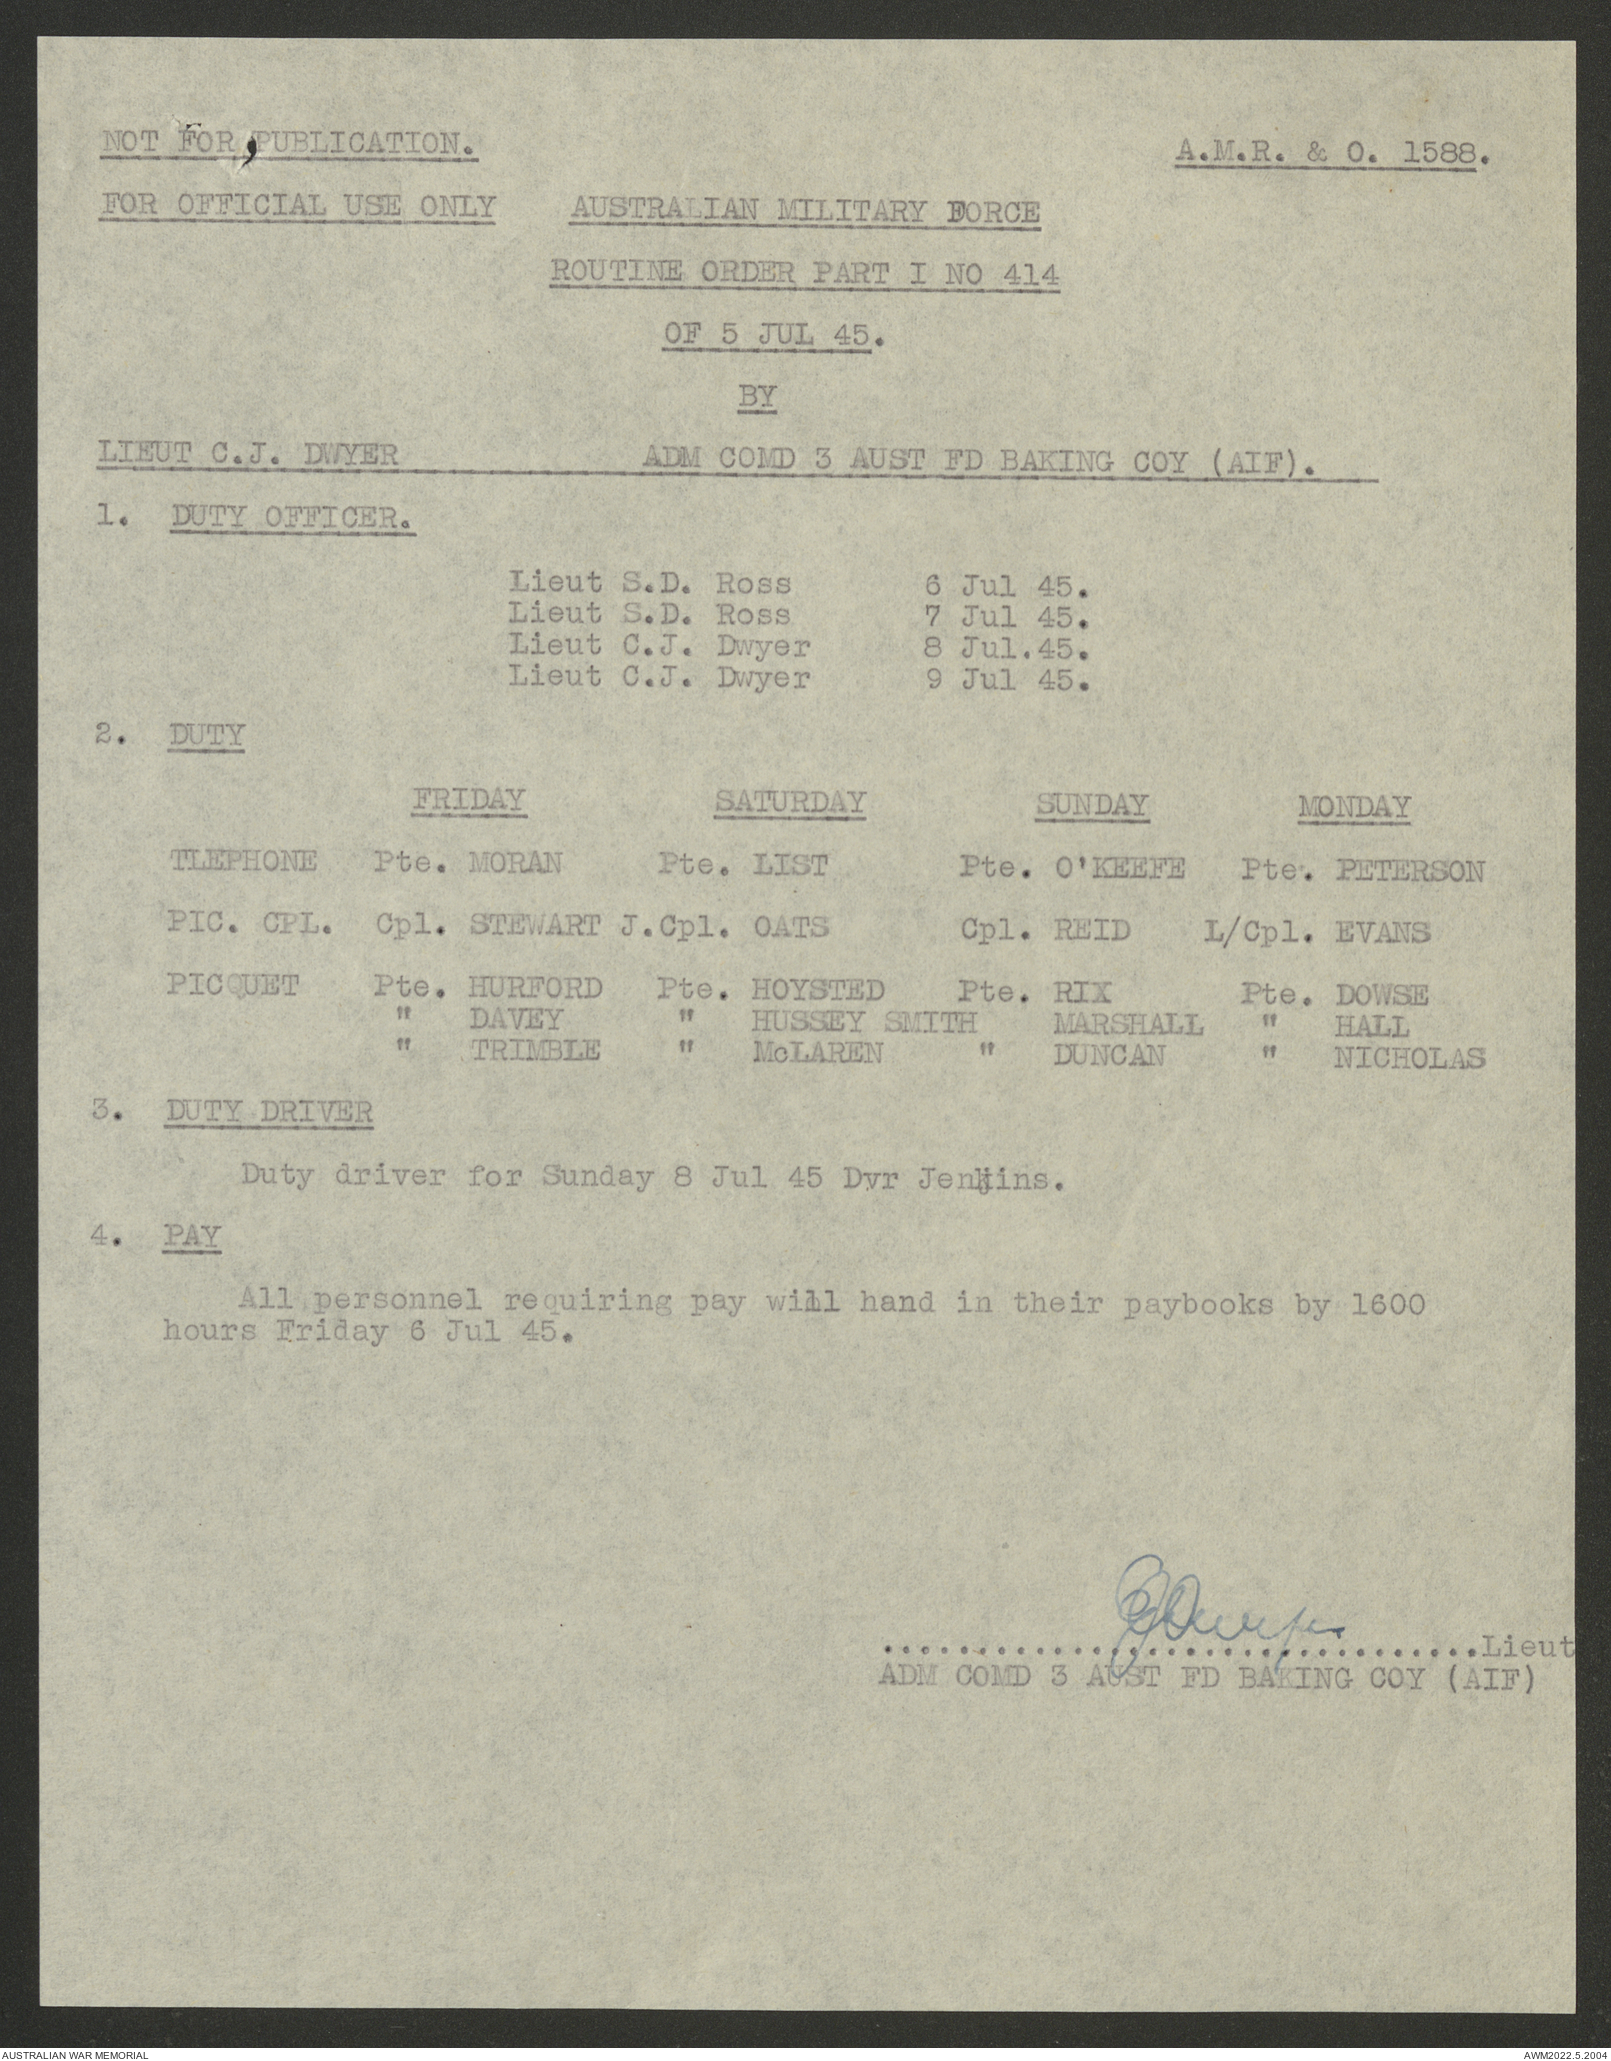 NOT FOR PUBLICATION. A.M.R. & O. 1588.
FOR OFFICIAL USE ONLY AUSTRALIAN MILITARY FORCE
ROUTINE ORDER PART I NO 414
OF 5 JUL 45.
BY
LIEUT C.J. DWYER ADM COMD 3 AUST FD BAKING COY (AIF).
1. DUTY OFFICER.
Lieut S.D. Ross 6 Jul 45.
Lieut S.D. Ross 7 Jul 45.
Lieut C.J. Dwyer 8 Jul.45.
Lieut C.J. Dwyer 9 Jul 45.
2. DUTY
FRIDAY SATURDAY SUNDAY MONDAY
TLEPHONE Pte. MORAN Pte. LIST Pte. O'KEEFE Pte. PETERSON
PIC. CPL. Cpl. STEWART J.Cpl. OATS Cpl. REID L/Cpl. EVANS
PICQUET Pte. HURFORD Pte. HOYSTED Pte. RIX Pte. DOWSE
" DAVEY " HUSSEY SMITH MARSHALL " HALL
" TRIMBLE " McLAREN " DUNCAN " NICHOLAS
3. DUTY DRIVER
Duty driver for Sunday 8 Jul 45 Dvr Jenkins.
4. PAY
All personnel requiring pay will hand in their paybooks by 1600
hours Friday 6 Jul 45.
CJDwyer
................................Lieut
ADM COMD 3 AUST FD BAKING COY (AIF)
AUSTRALIAN WAR MEMORIAL AWM2022.5.2004